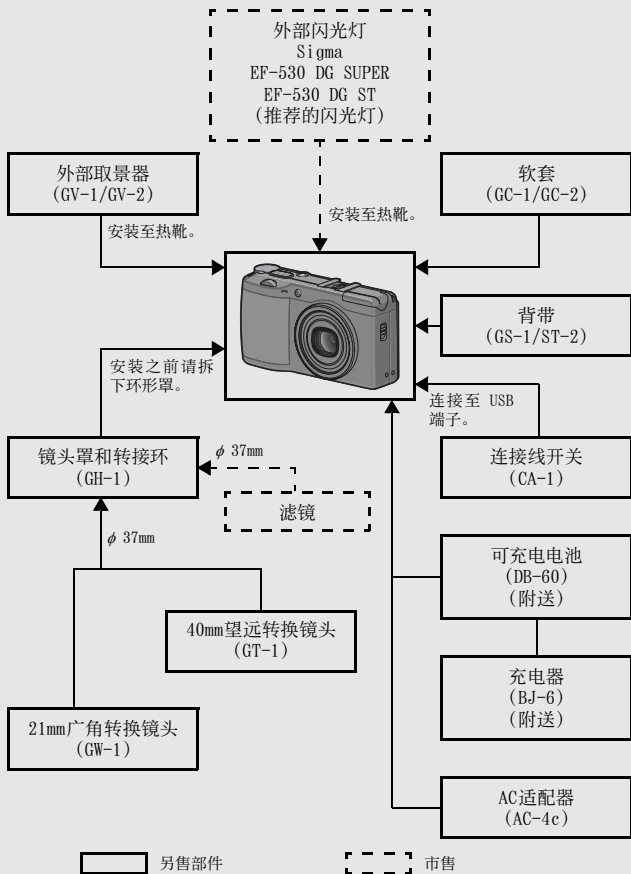 外部闪光灯
Sigma
EF-530 DG SUPER
EF-530 DG ST
(推荐的闪光灯)
外部取景器
(GV-1/GV-2)
安装至热靴。
安装至热靴。
软套
(GC-1/GC-2)
背带
(GS-1/ST-2)
安装之前请拆
下环形罩。
连接至 USB
端子。
镜头罩和转接环
(GH-1)
φ 37mm
滤镜
连接线开关
(CA-1)
φ 37mm
可充电电池
(DB-60)
(附送)
40mm望远转换镜头
(GT-1)
充电器
(BJ-6)
(附送)
21mm广角转换镜头
(GW-1)
AC适配器
(AC-4c)
另售部件
市售